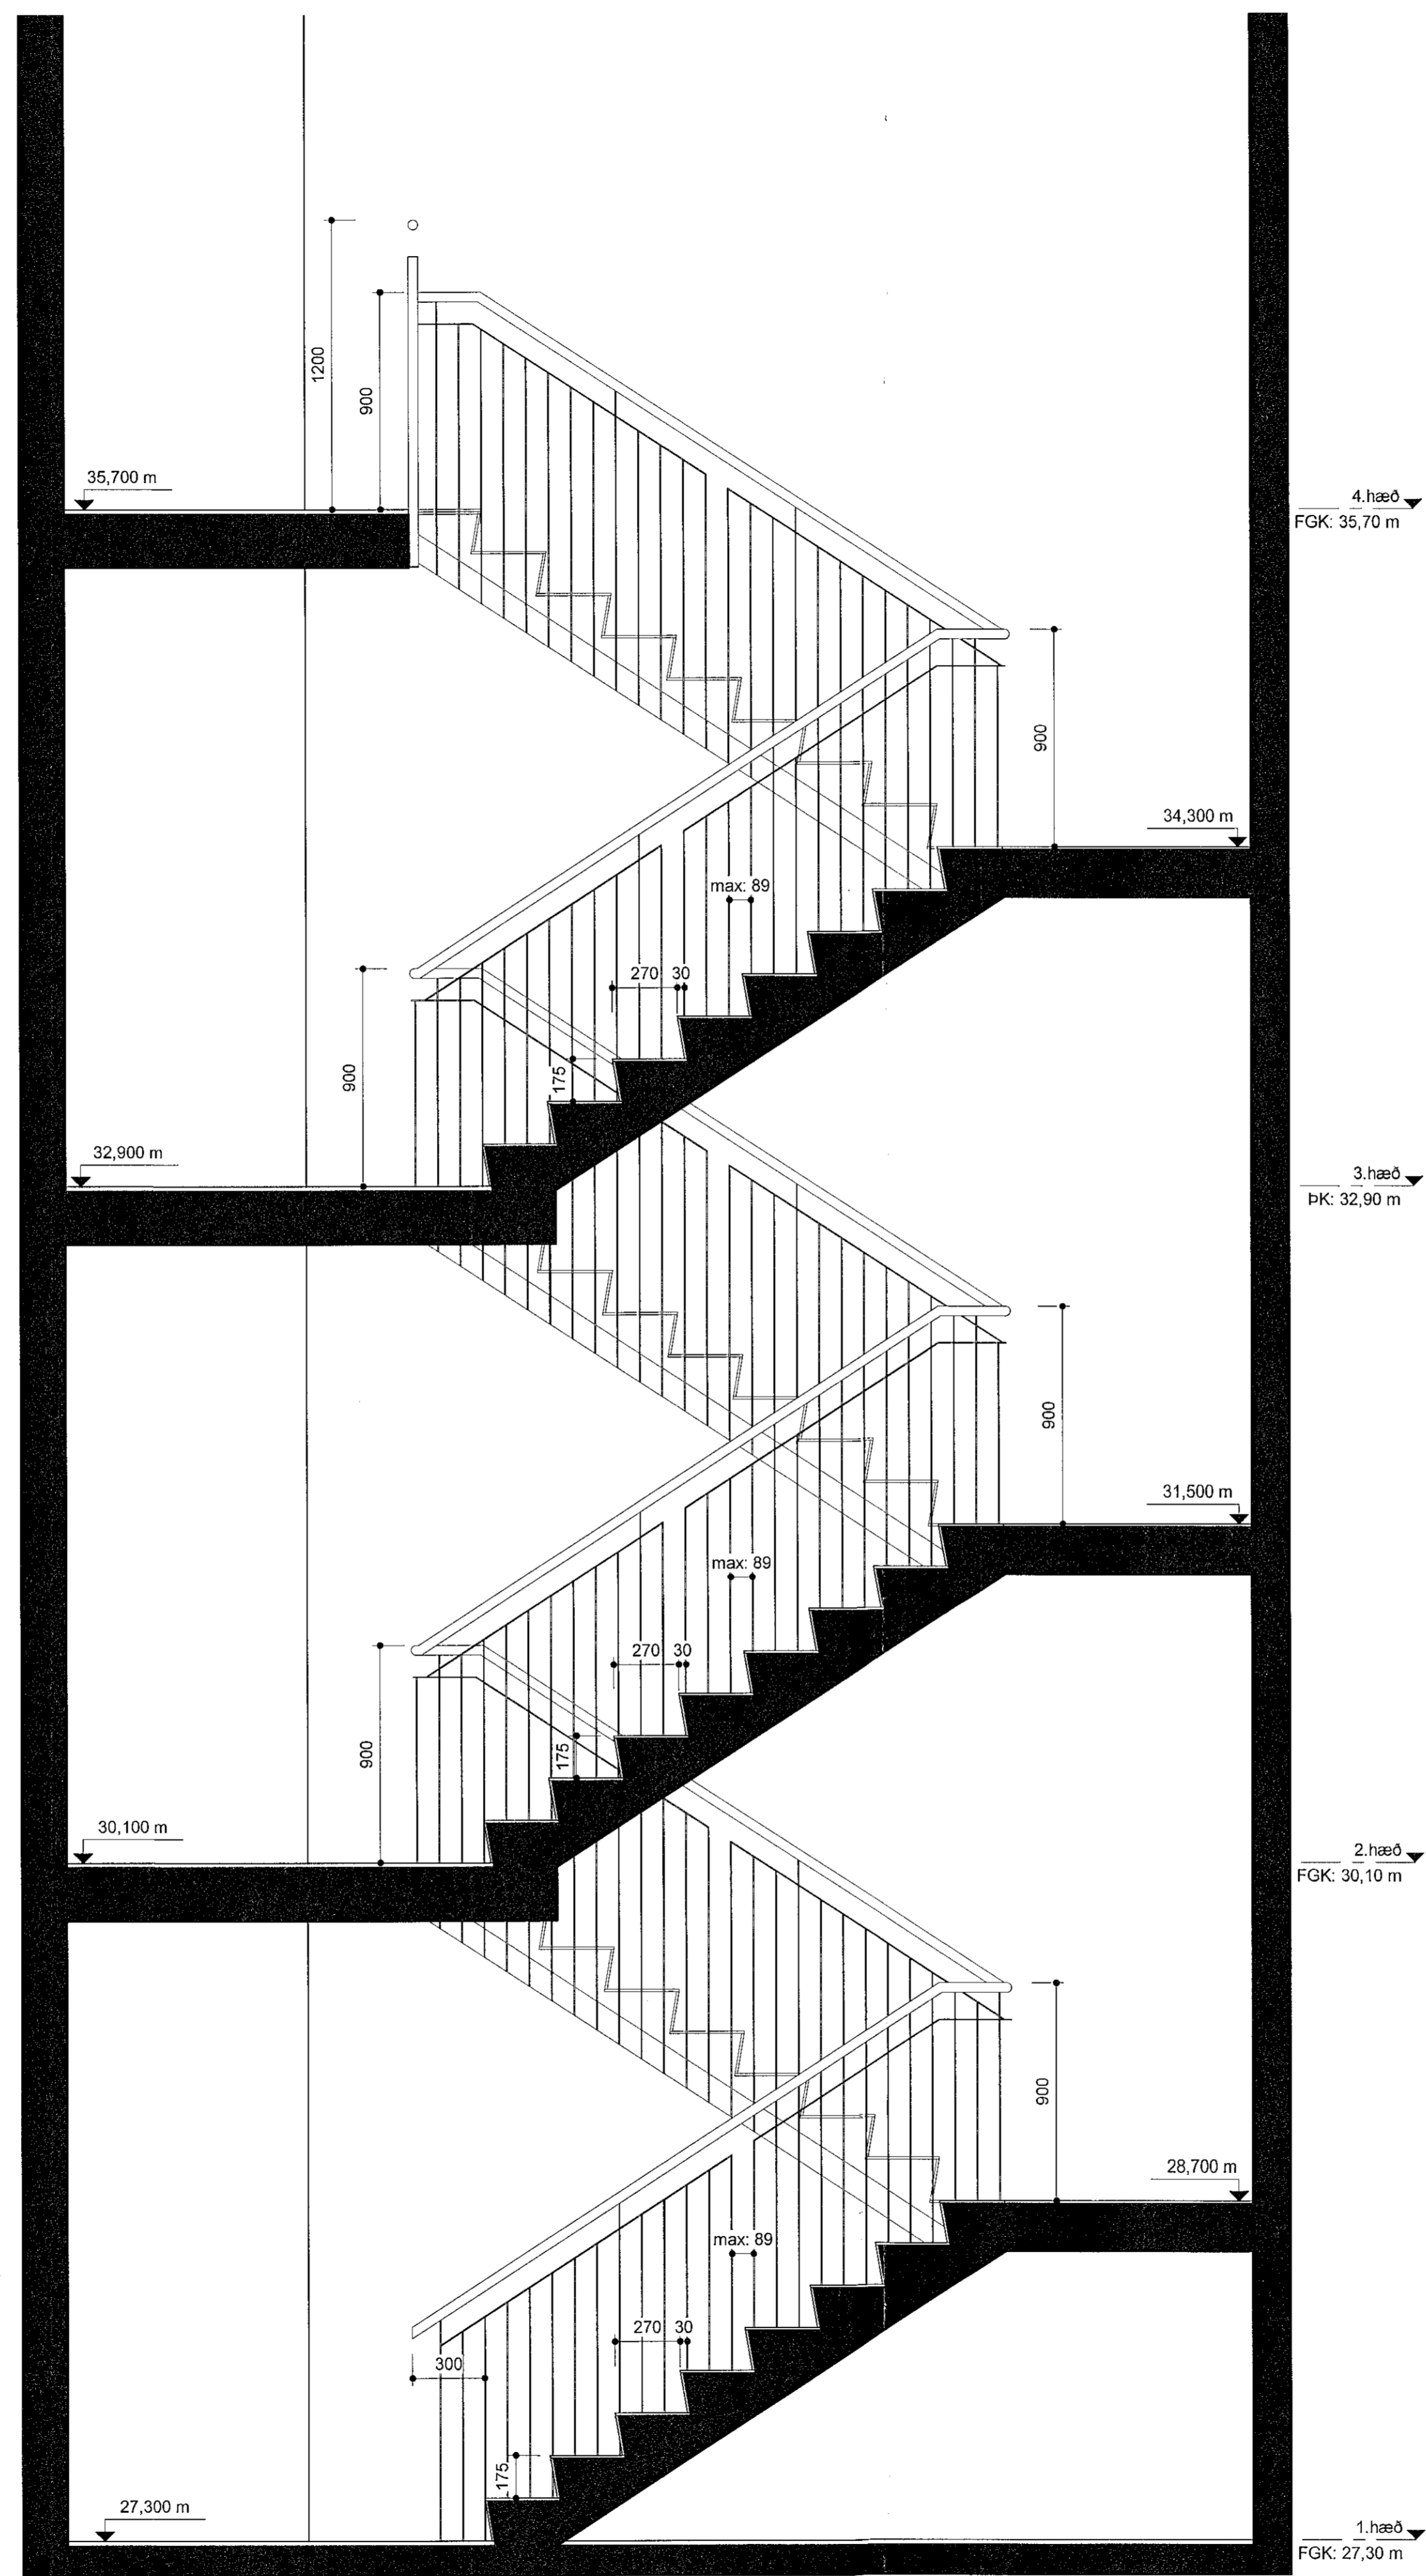 1200
900
35,700 m
4.hæð
FGK: 35,70 m
900
34,300 m
max: 89
270 30
900
175
32,900 m
3.hæð
ÞK: 32,90 m
900
31,500 m
max: 89
270 30
900
175
30,100 m
2.hæð
FGK: 30,10 m
900
28,700 m
max: 89
270 30
300
175
27,300 m
1.hæð
FGK: 27,30 m